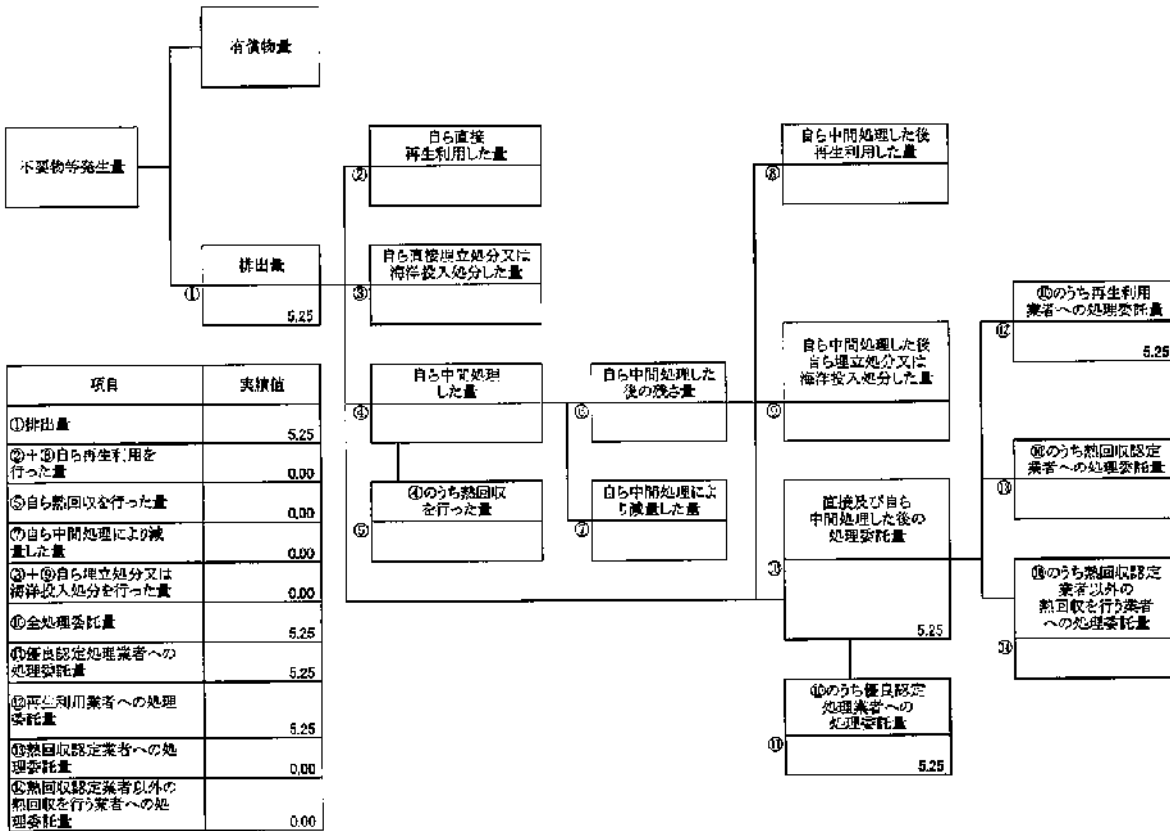 有償物量
不要物等発生量
自ら直接
再生利用した量
②
自ら中間処理した後
再生利用した量
⑧
排出量
①
5.25
自ら直接埋立処分又は
海洋投入処分した量
③
⑩のうち再生利用
業者への処理委託量
⑫
5.25
自ら中間処理
した量
④
自ら中間処理した
後の残さ量
⑥
自ら中間処理した後
自ら埋立処分又は
海洋投入処分した量
⑨
⑩のうち熱回収認定
業者への処理委託量
⑬
④のうち熱回収
を行った量
⑤
自ら中間処理によ
り減量した量
⑦
直接及び自ら
中間処理した後の
処理委託量
⑩
5.25
⑩のうち熱回収認定
業者以外の
熱回収を行う業者
への処理委託量
⑭
⑩のうち優良認定
処理業者への
処理委託量
⑪
5.25
項目 実績値
①排出量 5.25
②+⑧自ら再生利用を
行った量 0.00
⑤自ら熱回収を行った量 0.00
⑦自ら中間処理により減
量した量 0.00
③+⑨自ら埋立処分又は
海洋投入処分を行った量 0.00
⑩全処理委託量 5.25
⑪優良認定処理業者への
処理委託量 5.25
⑫再生利用業者への処理
委託量 5.25
⑬熱回収認定業者への処
理委託量 0.00
⑭熱回収認定業者以外の
熱回収を行う業者への処
理委託量 0.00